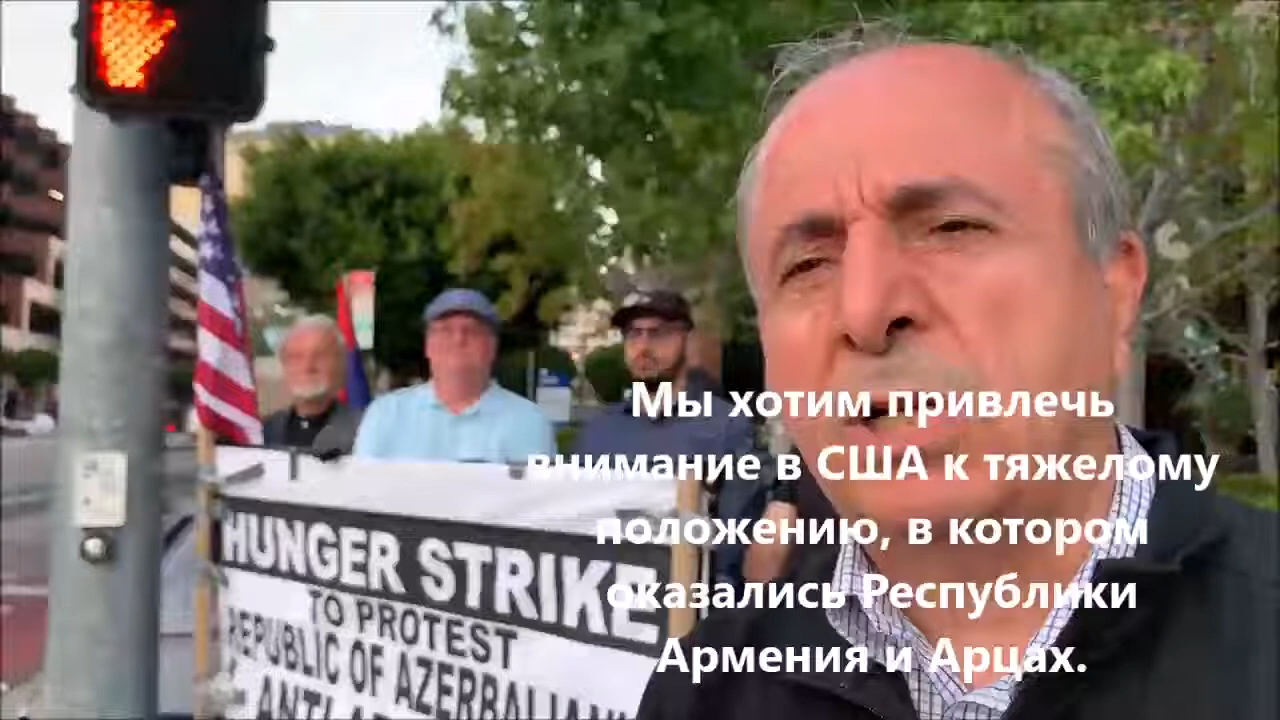 Мы хотим привлечь
внимание в США к тяжелому
положению, в котором
оказались Республики
Армения и Арцах.
HUNGER STRIKE
TO PROTEST
REPUBLIC OF AZERBAIJAN